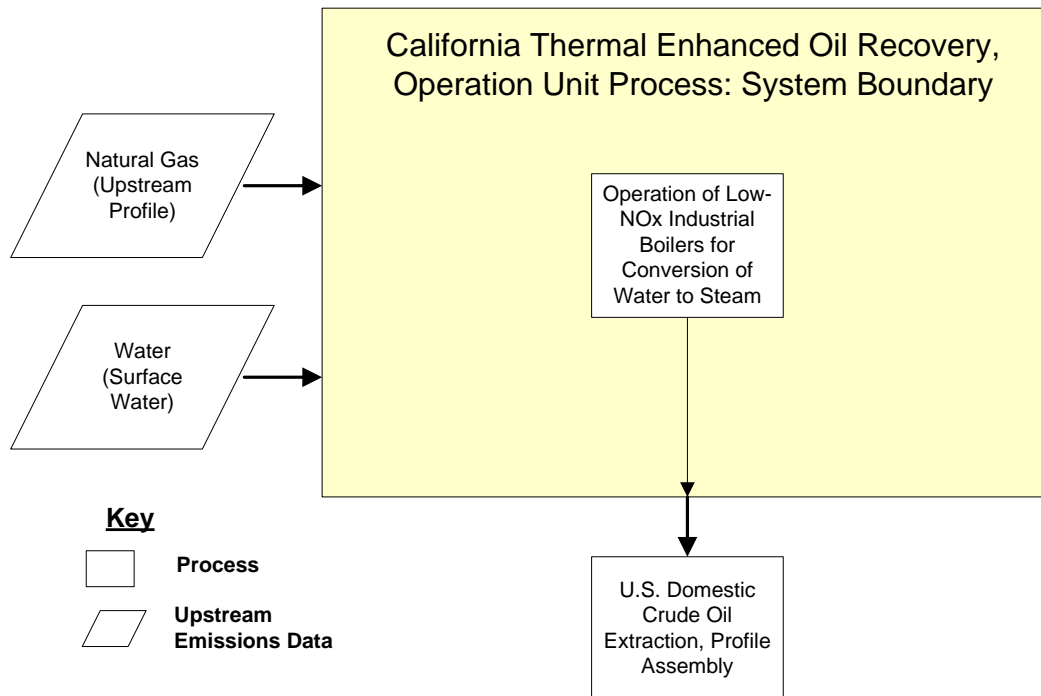 California Thermal Enhanced Oil Recovery,
Operation Unit Process: System Boundary
Natural Gas
(Upstream
Profile)
Operation of Low-
NOx Industrial
Boilers for
Conversion of
Water to Steam
Water
(Surface
Water)
Key
Process
Upstream
Emissions Data
U.S. Domestic
Crude Oil
Extraction, Profile
Assembly